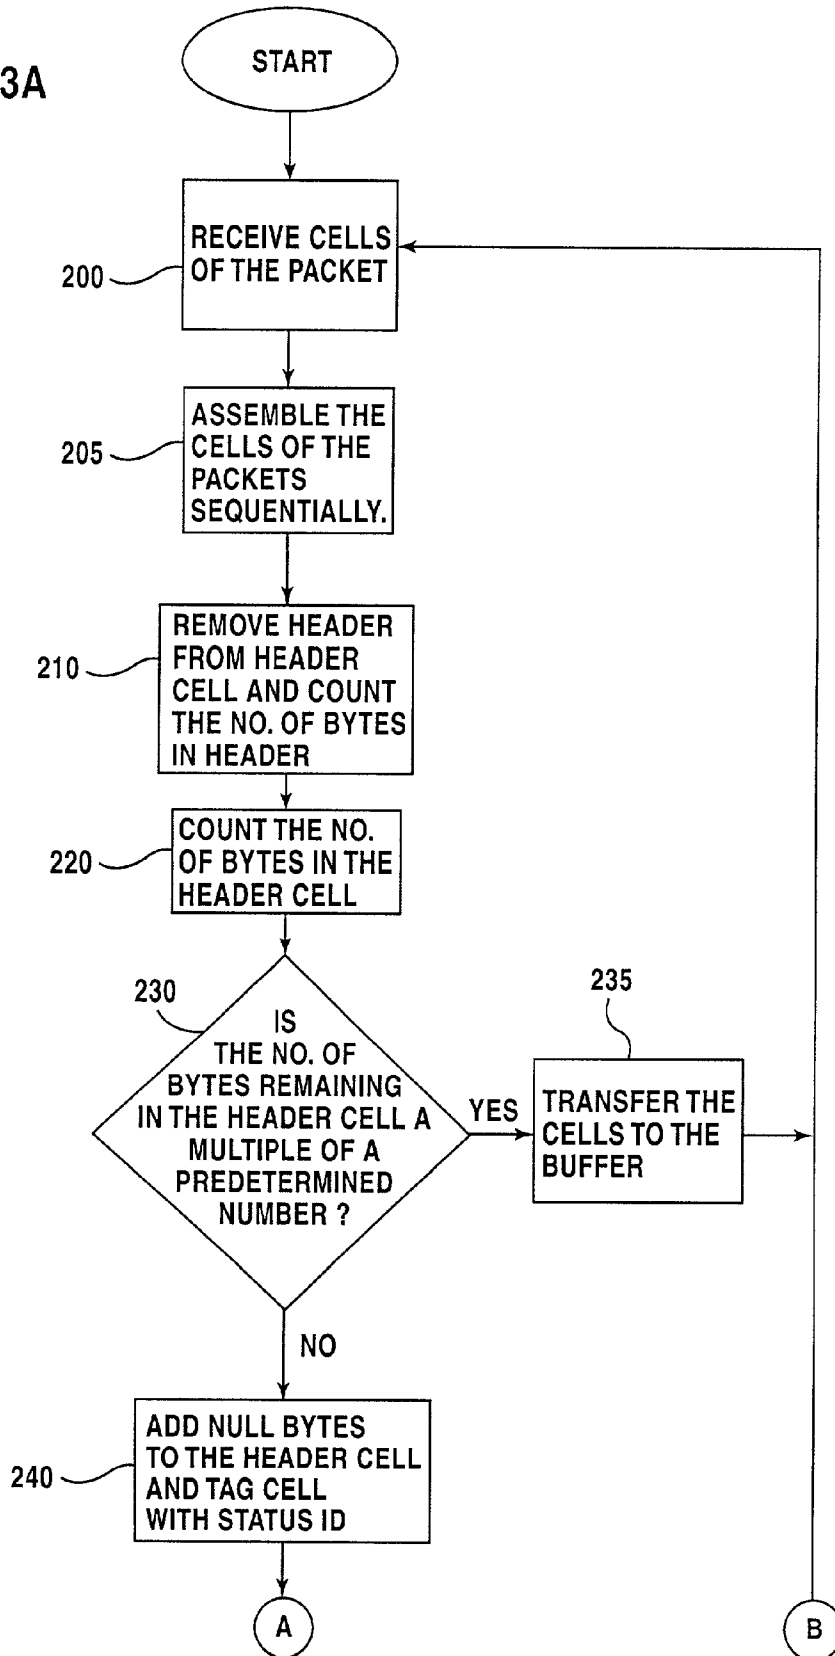 3A
START
RECEIVE CELLS
OF THE PACKET
200
ASSEMBLE THE
CELLS OF THE
PACKETS
SEQUENTIALLY.
205
REMOVE HEADER
FROM HEADER
CELL AND COUNT
THE NO. OF BYTES
IN HEADER
210
COUNT THE NO.
OF BYTES IN THE
HEADER CELL
220
230
IS
THE NO. OF
BYTES REMAINING
IN THE HEADER CELL A
MULTIPLE OF A
PREDETERMINED
NUMBER ?
YES
235
TRANSFER THE
CELLS TO THE
BUFFER
NO
ADD NULL BYTES
TO THE HEADER CELL
AND TAG CELL
WITH STATUS ID
240
A
B